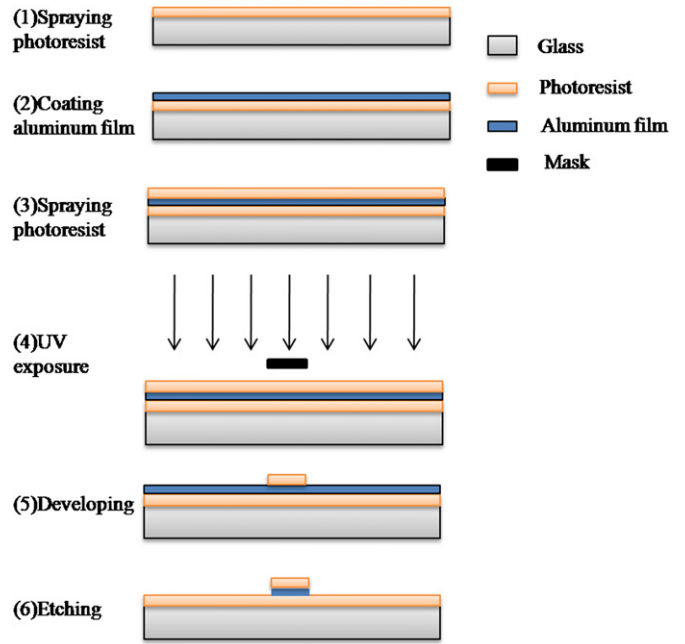 (1)Spraying
photoresist
Glass
Photoresist
(2)Coating
aluminum film
Aluminum film
Mask
(3)Spraying
photoresist
(4)UV
exposure
(5)Developing
(6)Etching